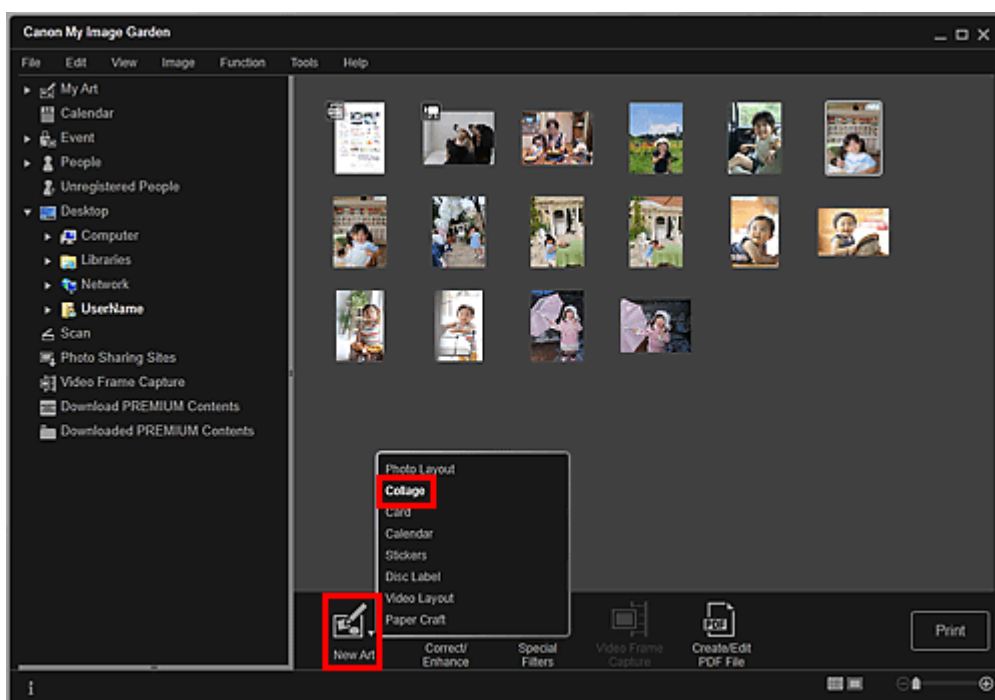 Canon My Image Garden
File Edit View Image Function Tools Help
My Art
Calendar
Event
People
Unregistered People
Desktop
Computer
Libraries
Network
UserName
Scan
Photo Sharing Sites
Video Frame Capture
Download PREMIUM Contents
Downloaded PREMIUM Contents
Photo Layout
Collage
Card
Calendar
Stickers
Disc Label
Video Layout
Paper Craft
New Art
Correct/
Enhance
Special
Filters
Video Frame
Capture
PDF
Create/Edit
PDF File
Print